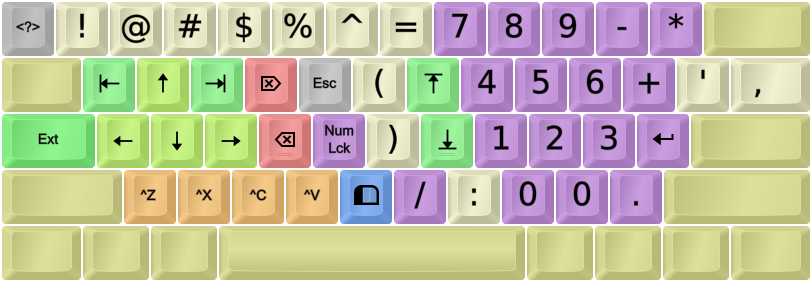 <?> ! @ # $ % ^ = 7 8 9 - *
⇤ ↑ ⇥ ⌦ Esc ( ⤒ 4 5 6 + ' ,
Ext ← ↓ → ⌫ Num Lck ) ⤓ 1 2 3 ↵
^Z ^X ^C ^V / : 0 0 .